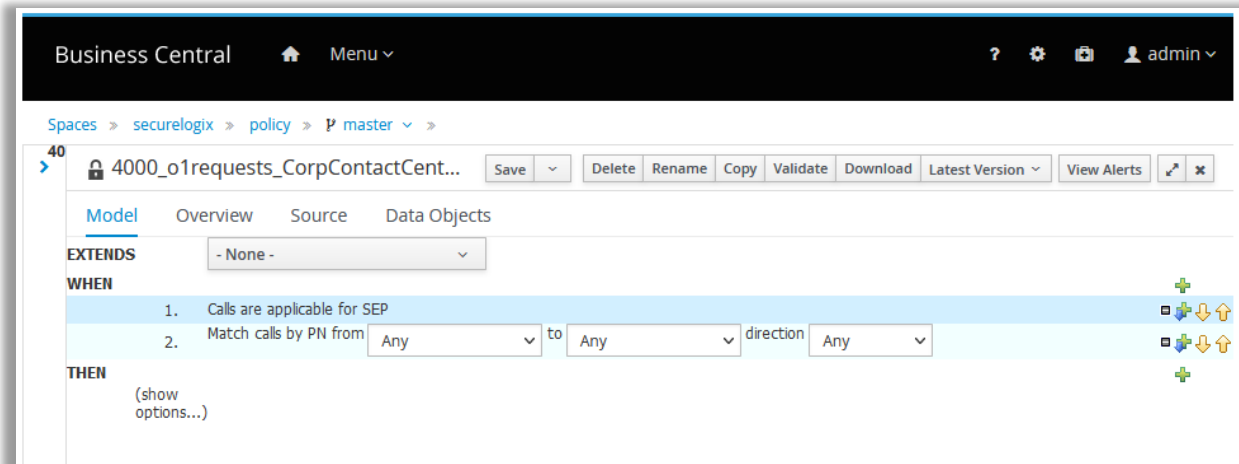 Business Central Menu ? admin
Spaces » securelogix » policy » master »
40
4000_o1requests_CorpContactCent... Save Delete Rename Copy Validate Download Latest Version View Alerts
Model Overview Source Data Objects
EXTENDS - None -
WHEN
1. Calls are applicable for SEP
2. Match calls by PN from Any to Any direction Any
THEN
(show
options...)